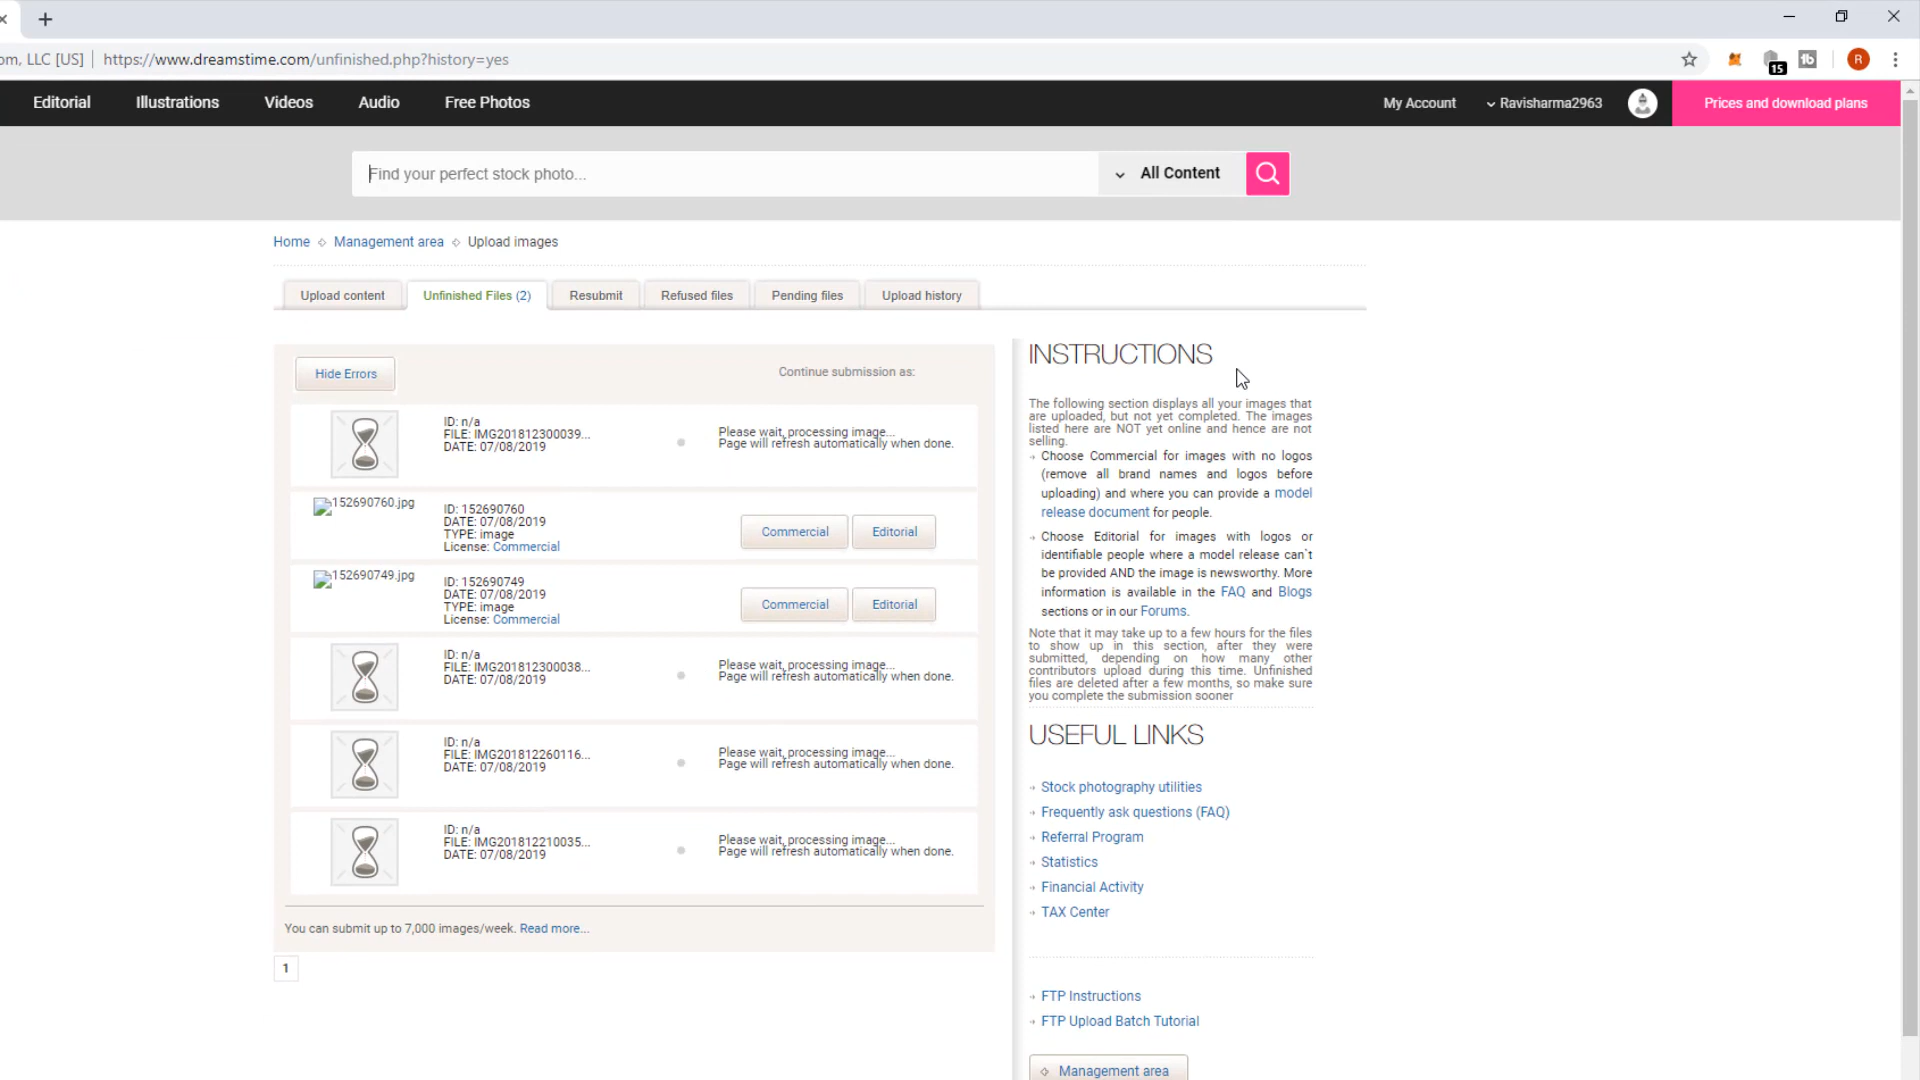 om, LLC [US] https://www.dreamstime.com/unfinished.php?history=yes
15
R
Editorial Illustrations Videos Audio Free Photos My Account Ravisharma2963 Prices and download plans
Find your perfect stock photo... All Content
Home Management area Upload images
Upload content Unfinished Files (2) Resubmit Refused files Pending files Upload history
Hide Errors Continue submission as:
ID: n/a
FILE: IMG201812300039...
DATE: 07/08/2019
Please wait, processing image...
Page will refresh automatically when done.
152690760.jpg
ID: 152690760
DATE: 07/08/2019
TYPE: image
License: Commercial
Commercial Editorial
152690749.jpg
ID: 152690749
DATE: 07/08/2019
TYPE: image
License: Commercial
Commercial Editorial
ID: n/a
FILE: IMG201812300038...
DATE: 07/08/2019
Please wait, processing image...
Page will refresh automatically when done.
ID: n/a
FILE: IMG201812260116...
DATE: 07/08/2019
Please wait, processing image...
Page will refresh automatically when done.
ID: n/a
FILE: IMG201812210035...
DATE: 07/08/2019
Please wait, processing image...
Page will refresh automatically when done.
You can submit up to 7,000 images/week. Read more...
1
INSTRUCTIONS
The following section displays all your images that
are uploaded, but not yet completed. The images
listed here are NOT yet online and hence are not
selling.
Choose Commercial for images with no logos
(remove all brand names and logos before
uploading) and where you can provide a model
release document for people.
Choose Editorial for images with logos or
identifiable people where a model release can`t
be provided AND the image is newsworthy. More
information is available in the FAQ and Blogs
sections or in our Forums.
Note that it may take up to a few hours for the files
to show up in this section, after they were
submitted, depending on how many other
contributors upload during this time. Unfinished
files are deleted after a few months, so make sure
you complete the submission sooner
USEFUL LINKS
Stock photography utilities
Frequently ask questions (FAQ)
Referral Program
Statistics
Financial Activity
TAX Center
FTP Instructions
FTP Upload Batch Tutorial
Management area